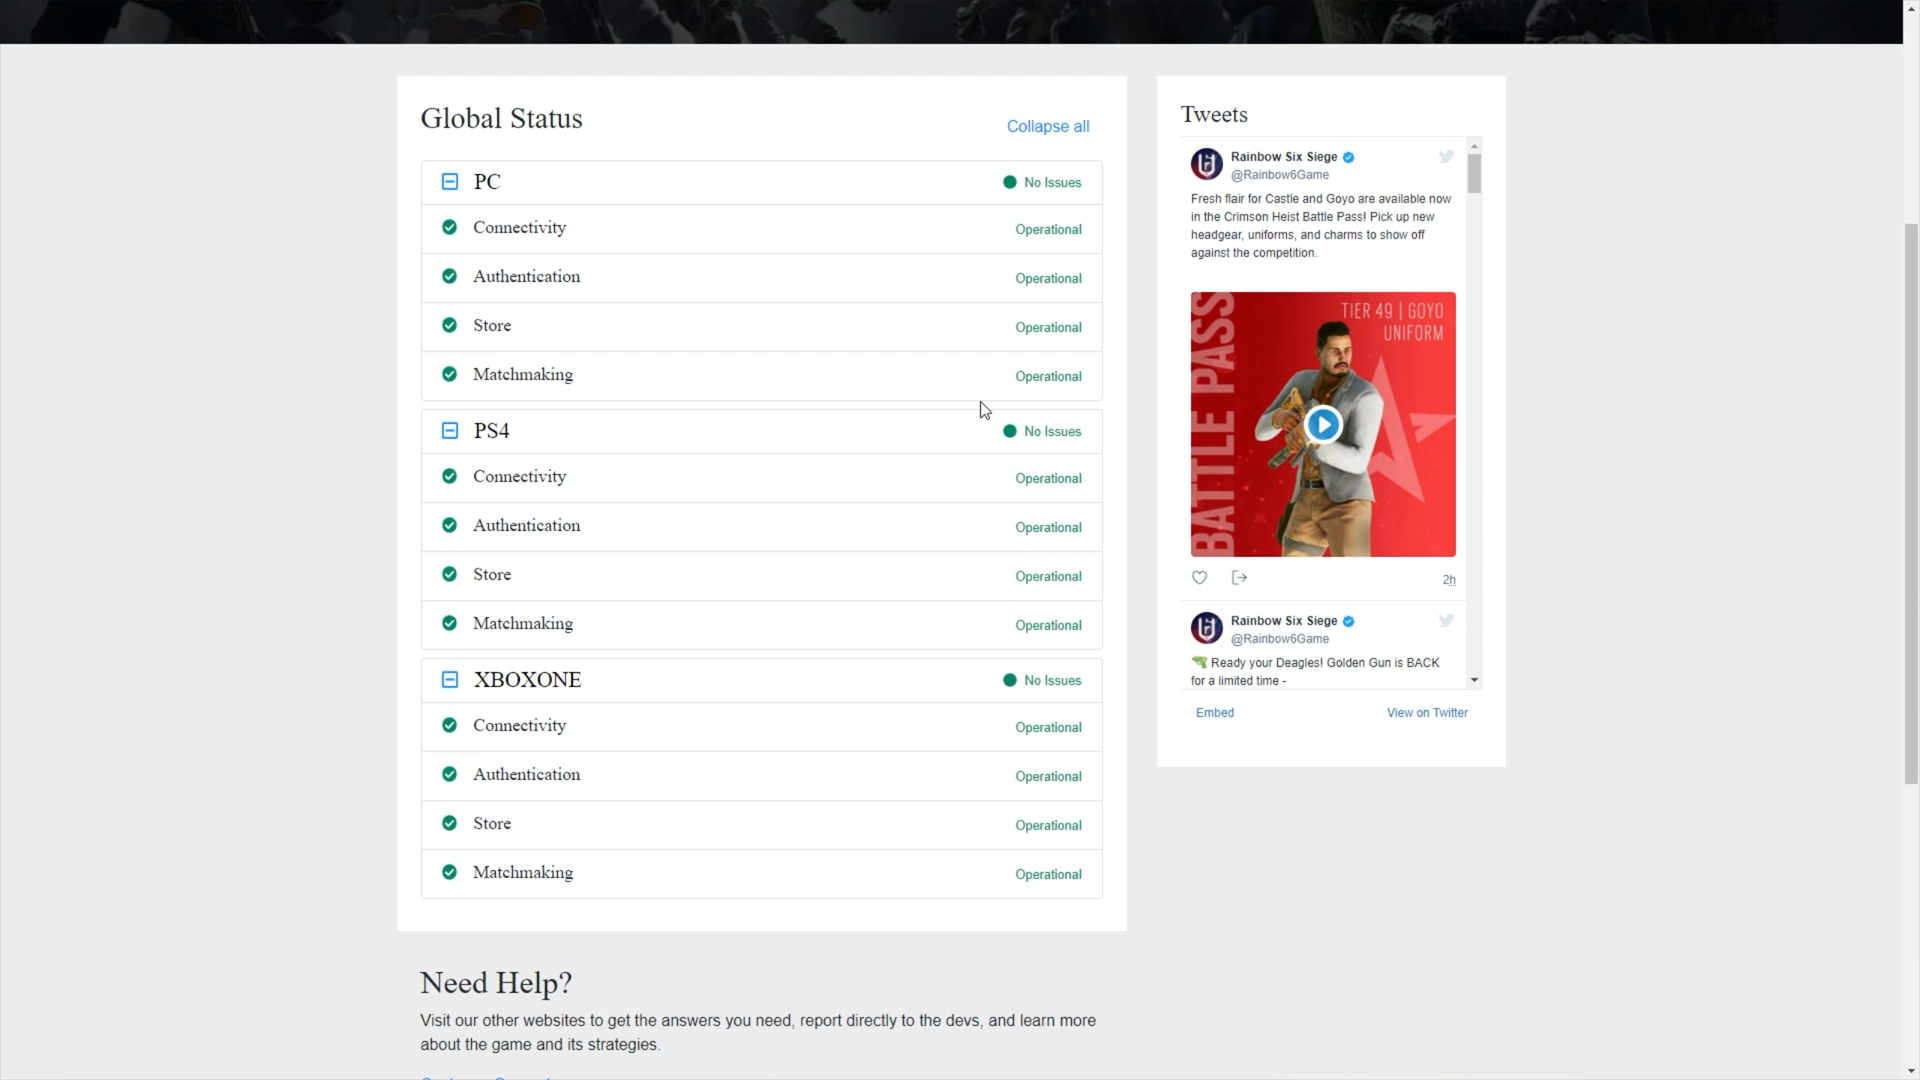 Global Status
Collapse all
PC
No Issues
Connectivity
Operational
Authentication
Operational
Store
Operational
Matchmaking
Operational
PS4
No Issues
Connectivity
Operational
Authentication
Operational
Store
Operational
Matchmaking
Operational
XBOXONE
No Issues
Connectivity
Operational
Authentication
Operational
Store
Operational
Matchmaking
Operational
Need Help?
Visit our other websites to get the answers you need, report directly to the devs, and learn more
about the game and its strategies.
Tweets
Rainbow Six Siege
@Rainbow6Game
Fresh flair for Castle and Goyo are available now
in the Crimson Heist Battle Pass! Pick up new
headgear, uniforms, and charms to show off
against the competition.
BATTLE PASS
TIER 49 | GOYO
UNIFORM
2h
Rainbow Six Siege
@Rainbow6Game
Ready your Deagles! Golden Gun is BACK
for a limited time -
Embed
View on Twitter